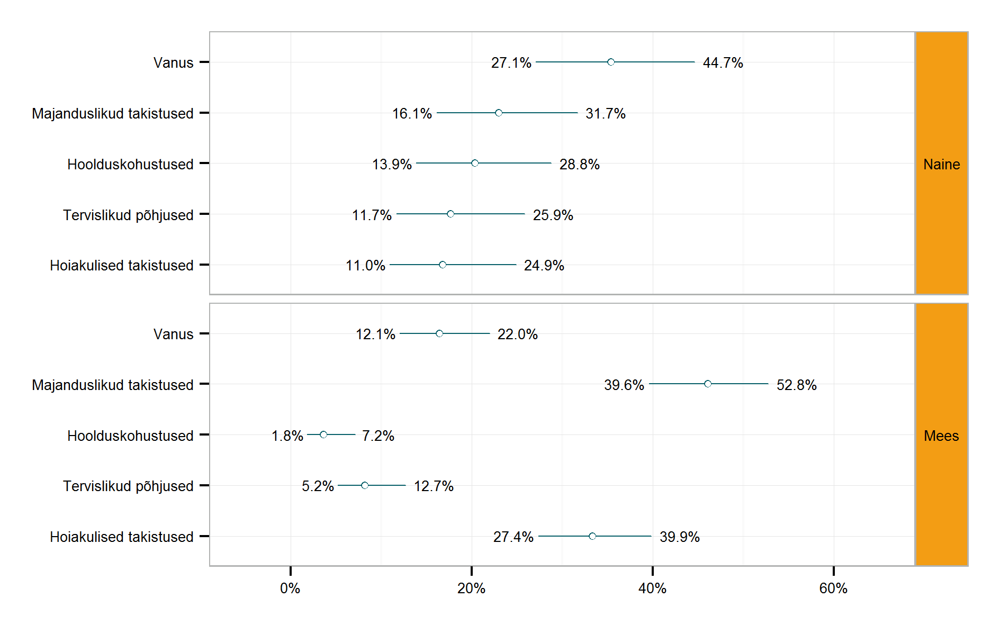 Vanus 27.1% 44.7%
Majanduslikud takistused 16.1% 31.7%
Hoolduskohustused 13.9% 28.8%
Tervislikud põhjused 11.7% 25.9%
Hoiakulised takistused 11.0% 24.9%
Naine
Vanus 12.1% 22.0%
Majanduslikud takistused 39.6% 52.8%
Hoolduskohustused 1.8% 7.2%
Tervislikud põhjused 5.2% 12.7%
Hoiakulised takistused 27.4% 39.9%
Mees
0% 20% 40% 60%